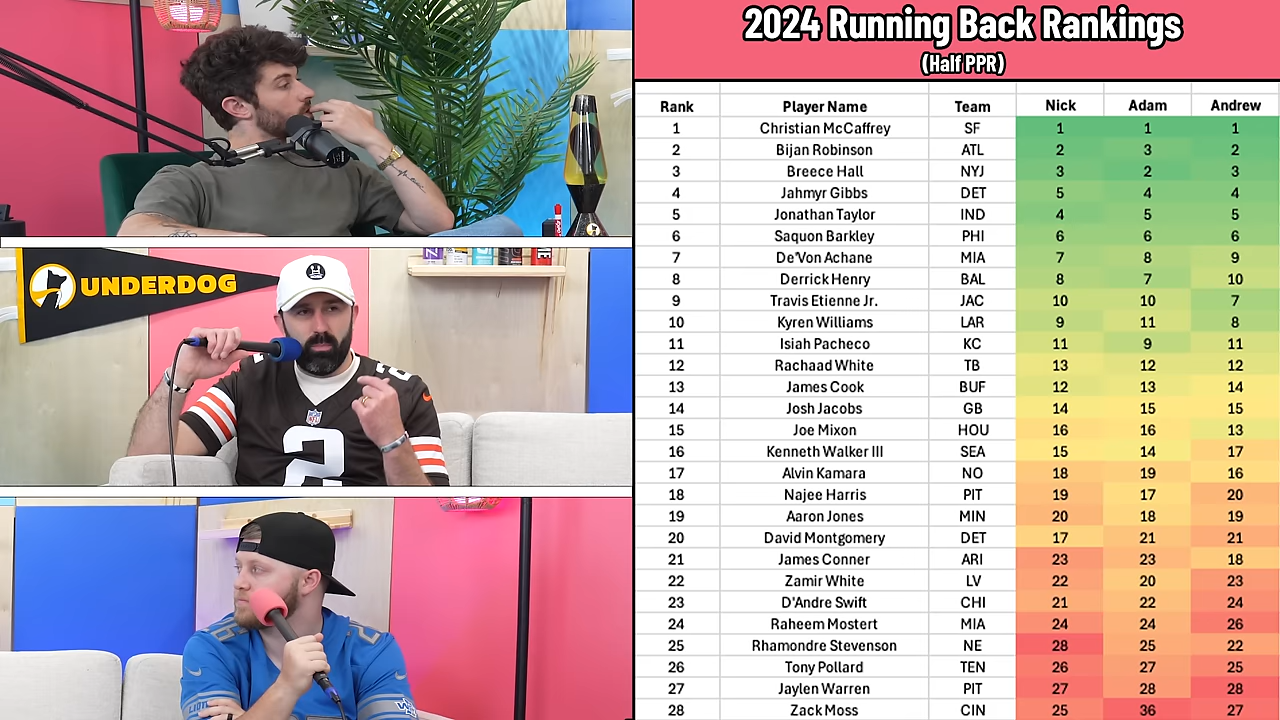 UNDERDOG
2
2024 Running Back Rankings
(Half PPR)
Rank Player Name Team Nick Adam Andrew
1 Christian McCaffrey SF 1 1 1
2 Bijan Robinson ATL 2 3 2
3 Breece Hall NYJ 3 2 3
4 Jahmyr Gibbs DET 5 4 4
5 Jonathan Taylor IND 4 5 5
6 Saquon Barkley PHI 6 6 6
7 De'Von Achane MIA 7 8 9
8 Derrick Henry BAL 8 7 10
9 Travis Etienne Jr. JAC 10 10 7
10 Kyren Williams LAR 9 11 8
11 Isiah Pacheco KC 11 9 11
12 Rachaad White TB 13 12 12
13 James Cook BUF 12 13 14
14 Josh Jacobs GB 14 15 15
15 Joe Mixon HOU 16 16 13
16 Kenneth Walker III SEA 15 14 17
17 Alvin Kamara NO 18 19 16
18 Najee Harris PIT 19 17 20
19 Aaron Jones MIN 20 18 19
20 David Montgomery DET 17 21 21
21 James Conner ARI 23 23 18
22 Zamir White LV 22 20 23
23 D'Andre Swift CHI 21 22 24
24 Raheem Mostert MIA 24 24 26
25 Rhamondre Stevenson NE 28 25 22
26 Tony Pollard TEN 26 27 25
27 Jaylen Warren PIT 27 28 28
28 Zack Moss CIN 25 36 27